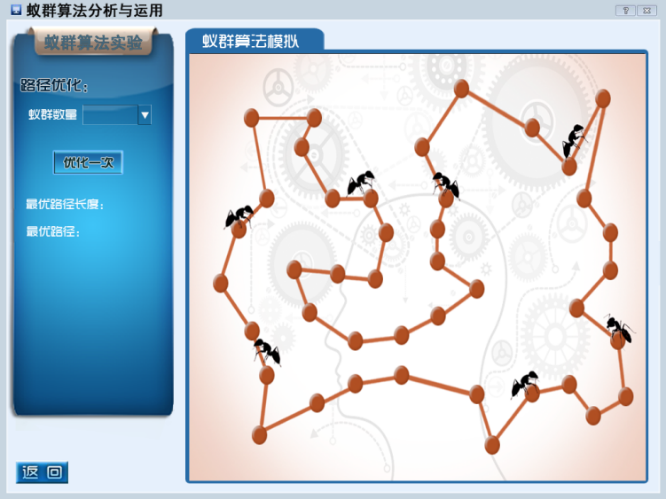 蚁群算法分析与运用
蚁群算法实验
蚁群算法模拟
路径优化：
蚁群数量
优化一次
最优路径长度：
最优路径：
返 回